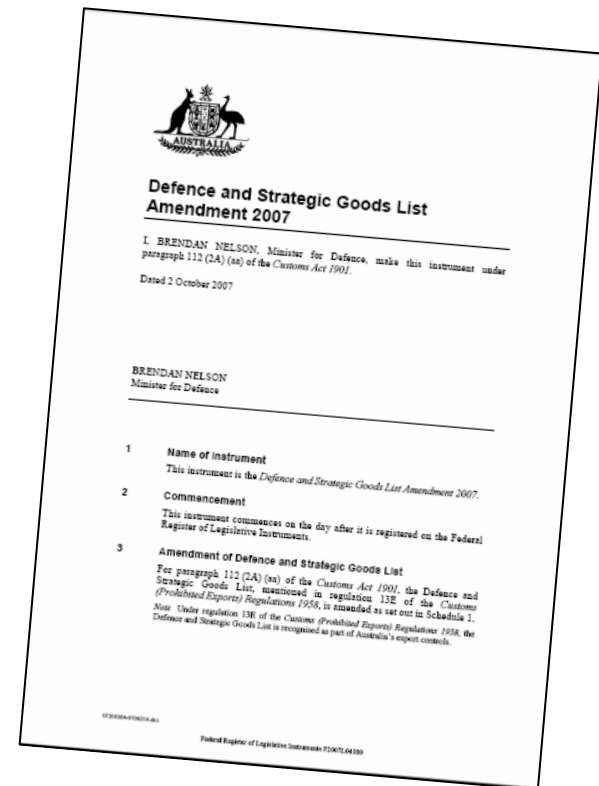 AUSTRALIA
Defence and Strategic Goods List
Amendment 2007
I, BRENDAN NELSON, Minister for Defence, make this instrument under
paragraph 112 (2A) (aa) of the Customs Act 1901.
Dated 2 October 2007
BRENDAN NELSON
Minister for Defence
1 Name of Instrument
This instrument is the Defence and Strategic Goods List Amendment 2007.
2 Commencement
This instrument commences on the day after it is registered on the Federal
Register of Legislative Instruments.
3 Amendment of Defence and Strategic Goods List
For paragraph 112 (2A) (aa) of the Customs Act 1901, the Defence and
Strategic Goods List, mentioned in regulation 13E of the Customs
(Prohibited Exports) Regulations 1958, is amended as set out in Schedule 1.
Note Under regulation 13E of the Customs (Prohibited Exports) Regulations 1958, the
Defence and Strategic Goods List is recognised as part of Australia's export controls.
Federal Register of Legislative Instruments